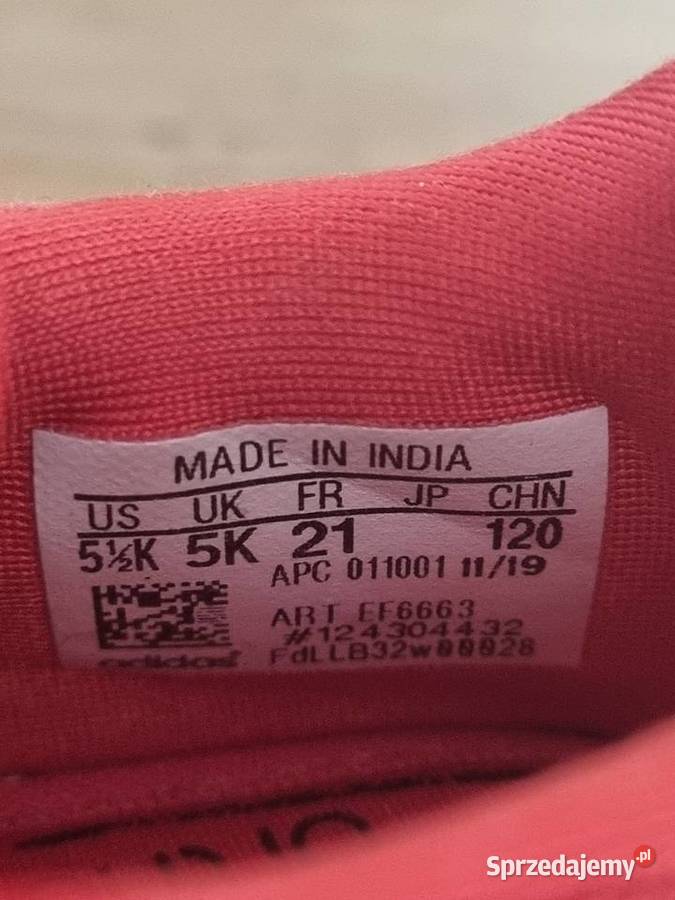 MADE IN INDIA
US UK FR JP CHN
5½K 5K 21 120
APC 011001 11/19
ART EF6663
#124304432
FdLLB32w00028
adidas
Sprzedajemy.pl